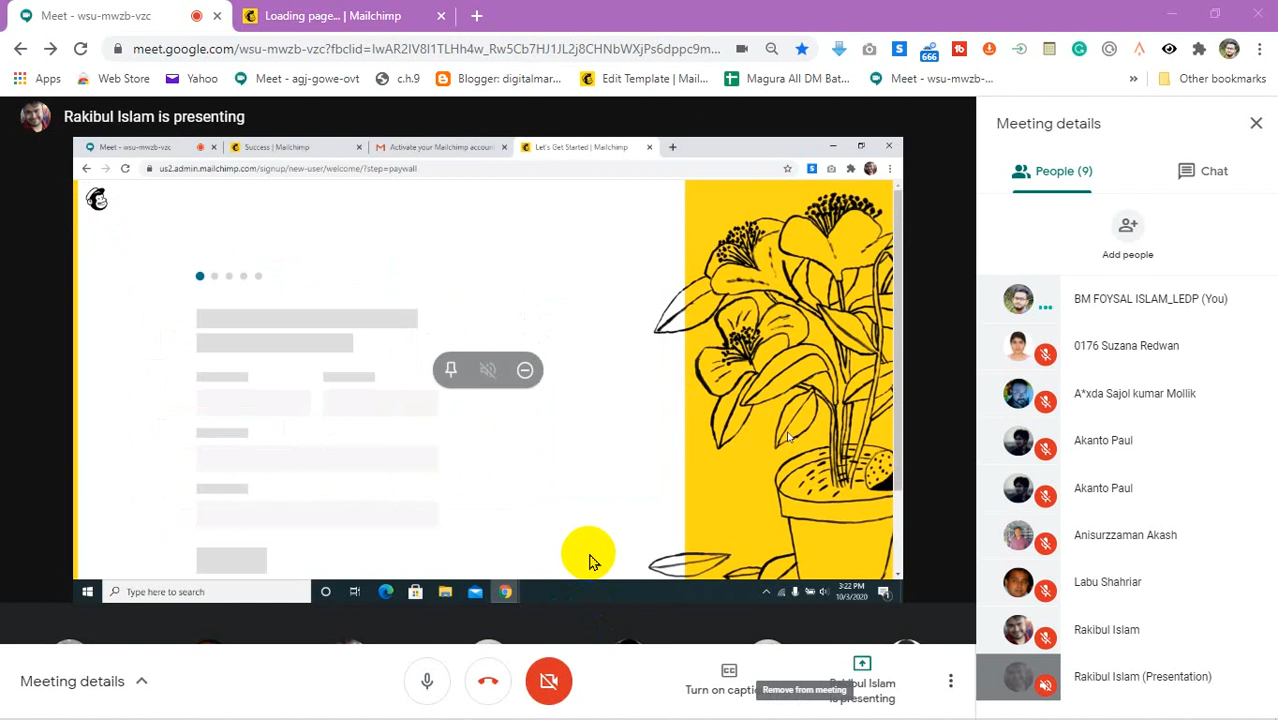 Meet - wsu-mwzb-vzc
Loading page... | Mailchimp
meet.google.com/wsu-mwzb-vzc?fbclid=IwAR2IV8I1TLHh4w_Rw5Cb7HJ1JL2j8CHNbWXjPs6dppc9m...
666
Apps
Web Store
Yahoo
Meet - agj-gowe-ovt
c.h.9
Blogger: digitalmar...
Edit Template | Mail...
Magura All DM Bat...
Meet - wsu-mwzb-...
»
Other bookmarks
Rakibul Islam is presenting
Meet - wsu-mwzb-vzc
Success | Mailchimp
Activate your Mailchimp accoun
Let's Get Started | Mailchimp
us2.admin.mailchimp.com/signup/new-user/welcome/?step=paywall
Type here to search
3:22 PM
10/3/2020
Meeting details
People (9)
Chat
Add people
BM FOYSAL ISLAM_LEDP (You)
0176 Suzana Redwan
A*xda Sajol kumar Mollik
Akanto Paul
Akanto Paul
Anisurzzaman Akash
Labu Shahriar
Rakibul Islam
Rakibul Islam (Presentation)
Meeting details
Turn on captio
Remove from meeting
Rakibul Islam
is presenting